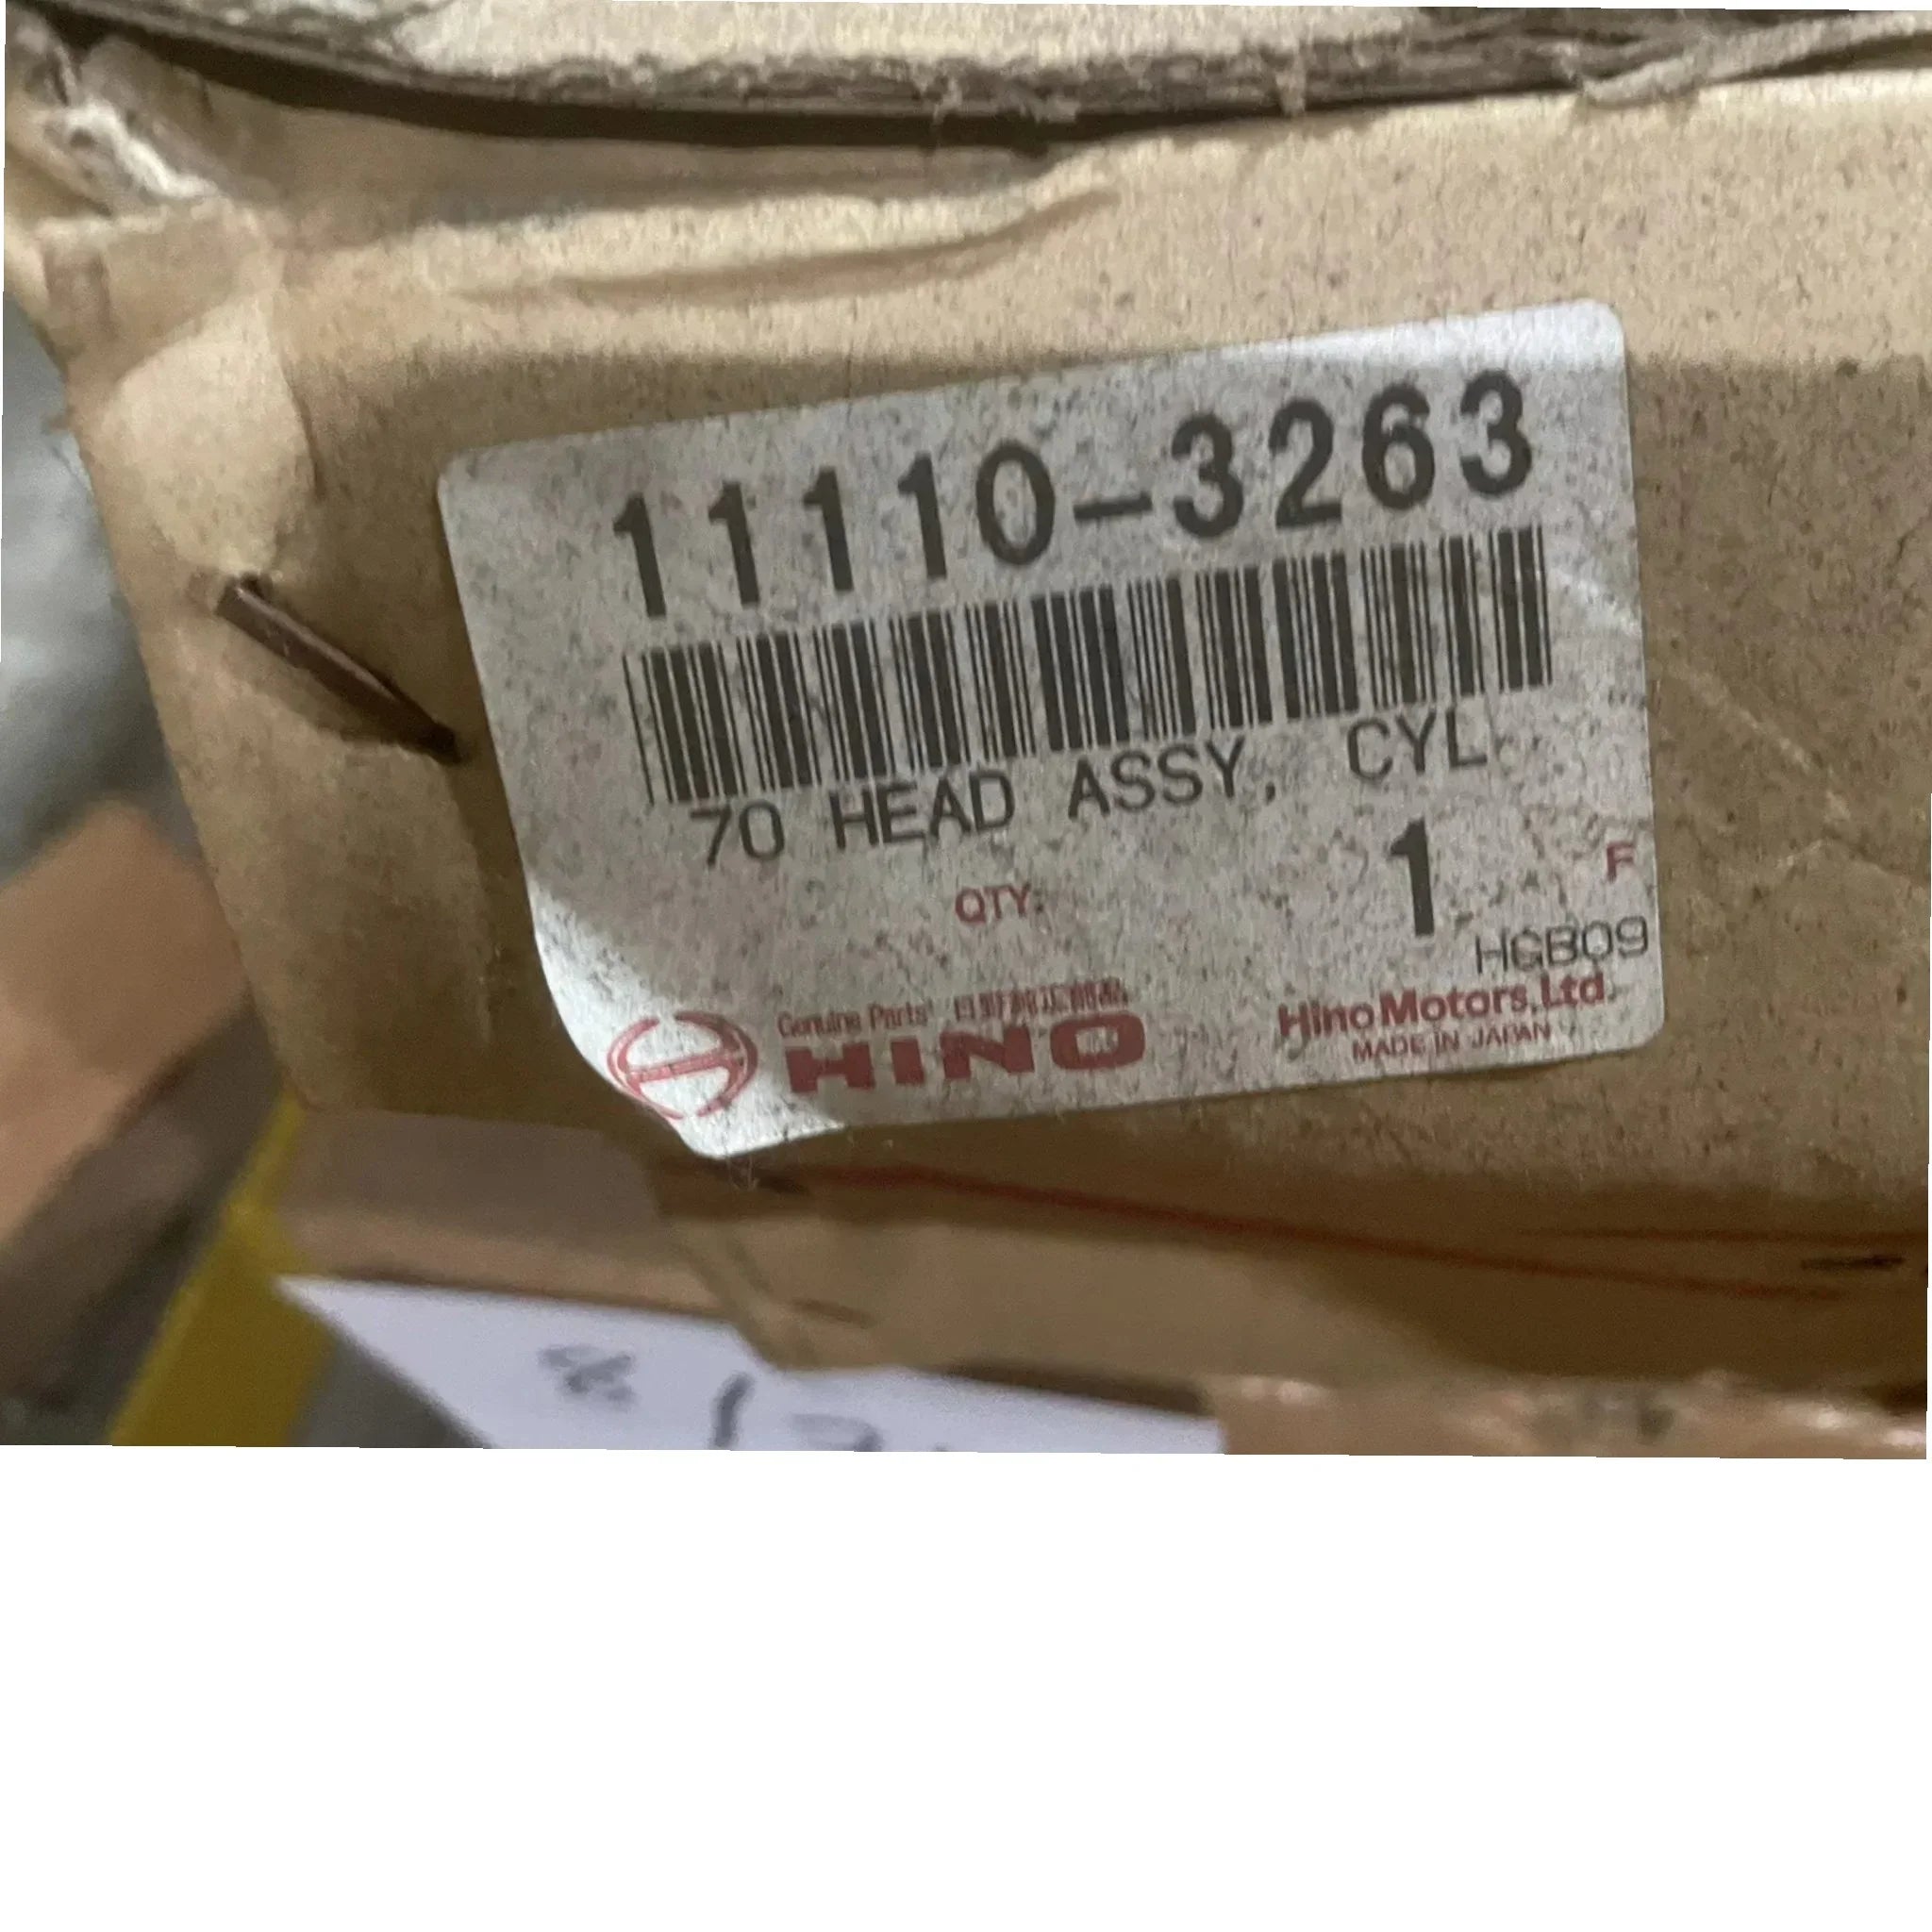 11110-3263
70 HEAD ASSY, CYL
QTY: 1 F
HGB09
Genuine Parts
HINO
Hino Motors, Ltd.
MADE IN JAPAN